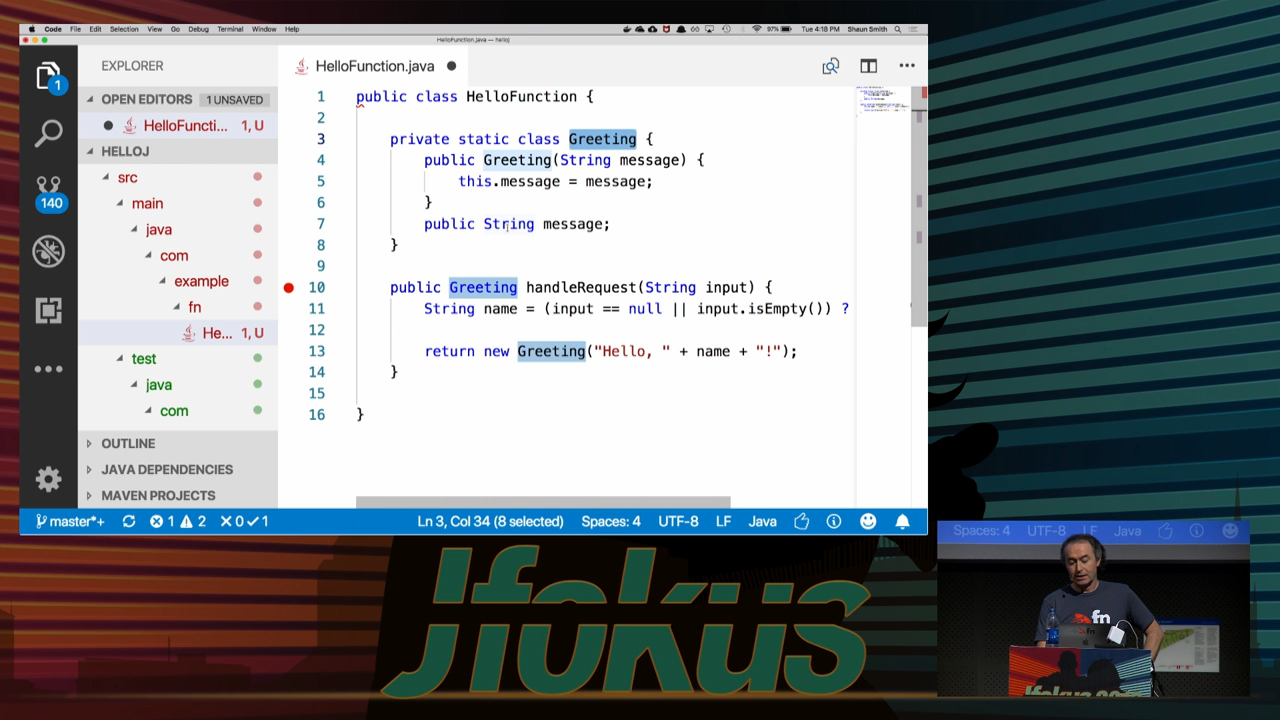 Code File Edit Selection View Go Debug Terminal Window Help 97% Tue 4:18 PM Shaun Smith
HelloFunction.java — helloj
EXPLORER
OPEN EDITORS 1 UNSAVED
HelloFuncti... 1, U
HELLOJ
src
main
java
com
example
fn
He... 1, U
test
java
com
OUTLINE
JAVA DEPENDENCIES
MAVEN PROJECTS
1
140
HelloFunction.java
1 public class HelloFunction {
2
3 private static class Greeting {
4 public Greeting(String message) {
5 this.message = message;
6 }
7 public String message;
8 }
9
10 public Greeting handleRequest(String input) {
11 String name = (input == null || input.isEmpty()) ?
12
13 return new Greeting("Hello, " + name + "!");
14 }
15
16 }
master*+ 1 2 0 1 Ln 3, Col 34 (8 selected) Spaces: 4 UTF-8 LF Java
Jfokus
Spaces: 4 UTF-8 LF Java
fn
Jfokus